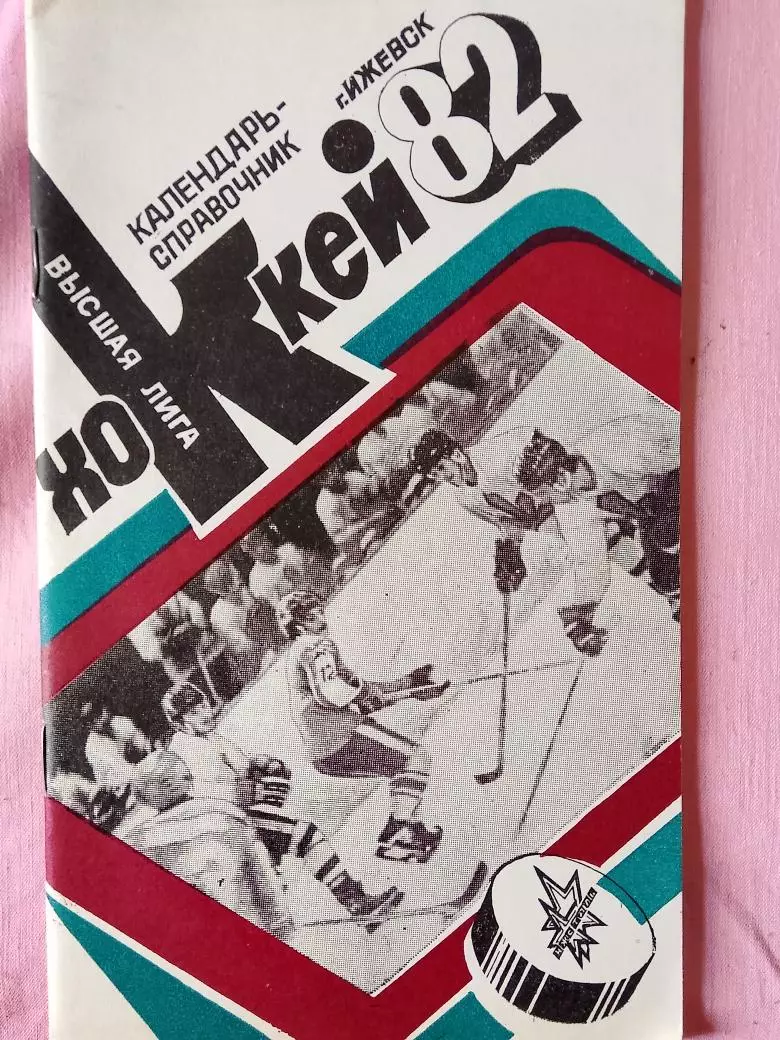 г. ИЖЕВСК
КАЛЕНДАРЬ-
СПРАВОЧНИК
хоккей 82
ВЫСШАЯ ЛИГА